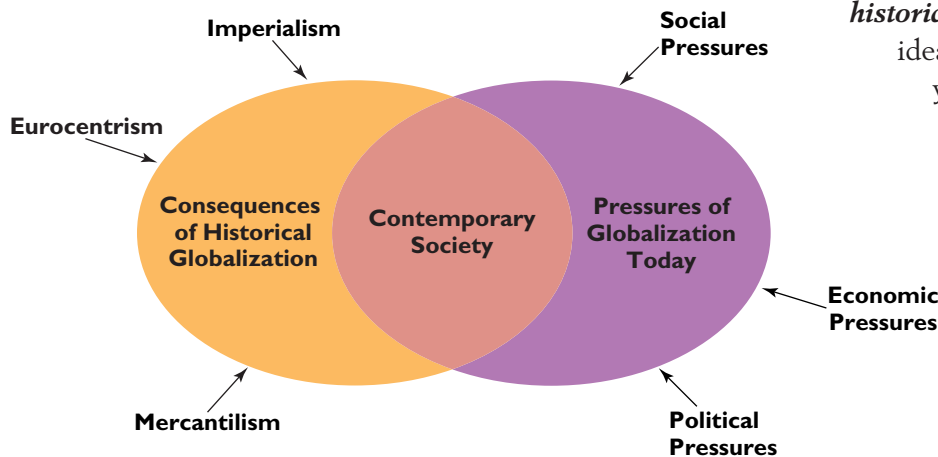 Imperialism
Social
Pressures
Eurocentrism
Consequences
of Historical
Globalization
Contemporary
Society
Pressures of
Globalization
Today
Economic
Pressures
Mercantilism
Political
Pressures